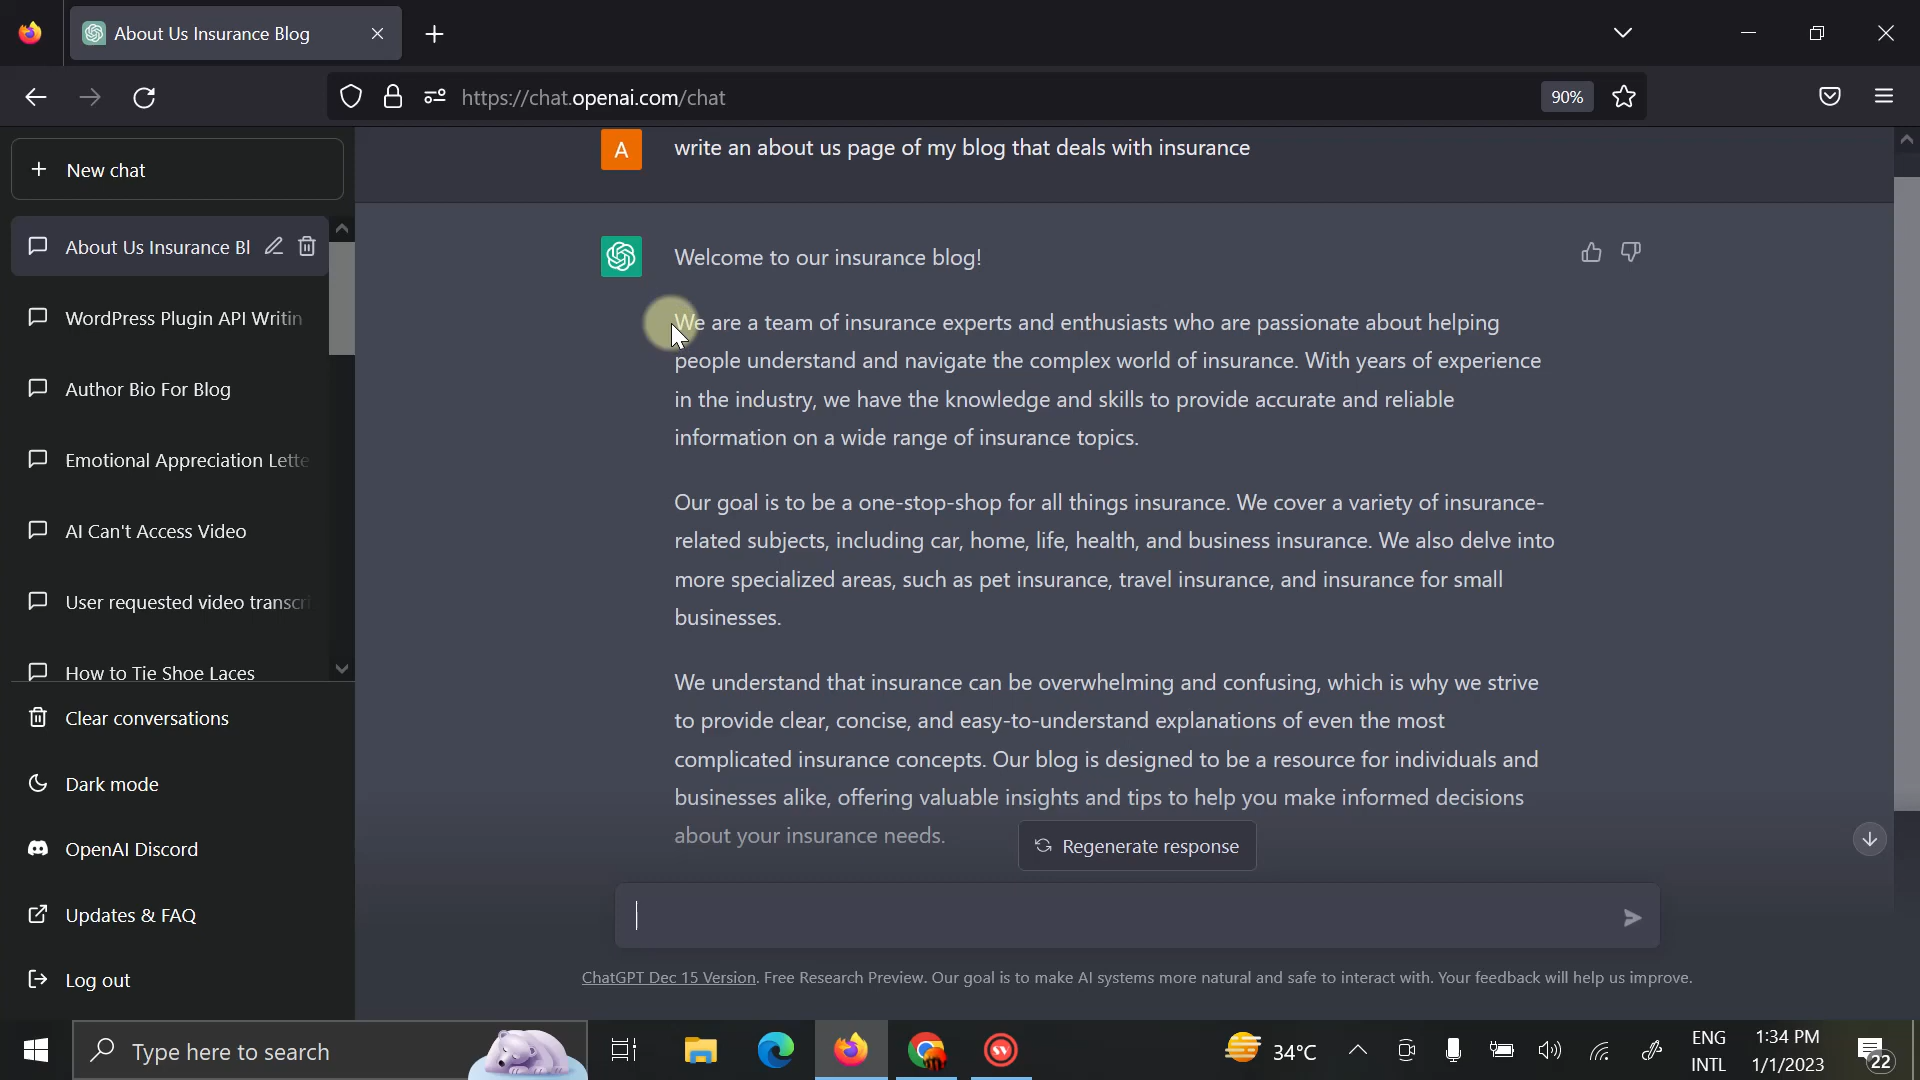 About Us Insurance Blog
https://chat.openai.com/chat
90%
New chat
About Us Insurance Bl
WordPress Plugin API Writin
Author Bio For Blog
Emotional Appreciation Lette
AI Can't Access Video
User requested video transcri
How to Tie Shoe Laces
Clear conversations
Dark mode
OpenAI Discord
Updates & FAQ
Log out
A
write an about us page of my blog that deals with insurance
Welcome to our insurance blog!
We are a team of insurance experts and enthusiasts who are passionate about helping
people understand and navigate the complex world of insurance. With years of experience
in the industry, we have the knowledge and skills to provide accurate and reliable
information on a wide range of insurance topics.
Our goal is to be a one-stop-shop for all things insurance. We cover a variety of insurance-
related subjects, including car, home, life, health, and business insurance. We also delve into
more specialized areas, such as pet insurance, travel insurance, and insurance for small
businesses.
We understand that insurance can be overwhelming and confusing, which is why we strive
to provide clear, concise, and easy-to-understand explanations of even the most
complicated insurance concepts. Our blog is designed to be a resource for individuals and
businesses alike, offering valuable insights and tips to help you make informed decisions
about your insurance needs.
Regenerate response
ChatGPT Dec 15 Version. Free Research Preview. Our goal is to make AI systems more natural and safe to interact with. Your feedback will help us improve.
Type here to search
34°C
ENG
INTL
1:34 PM
1/1/2023
22